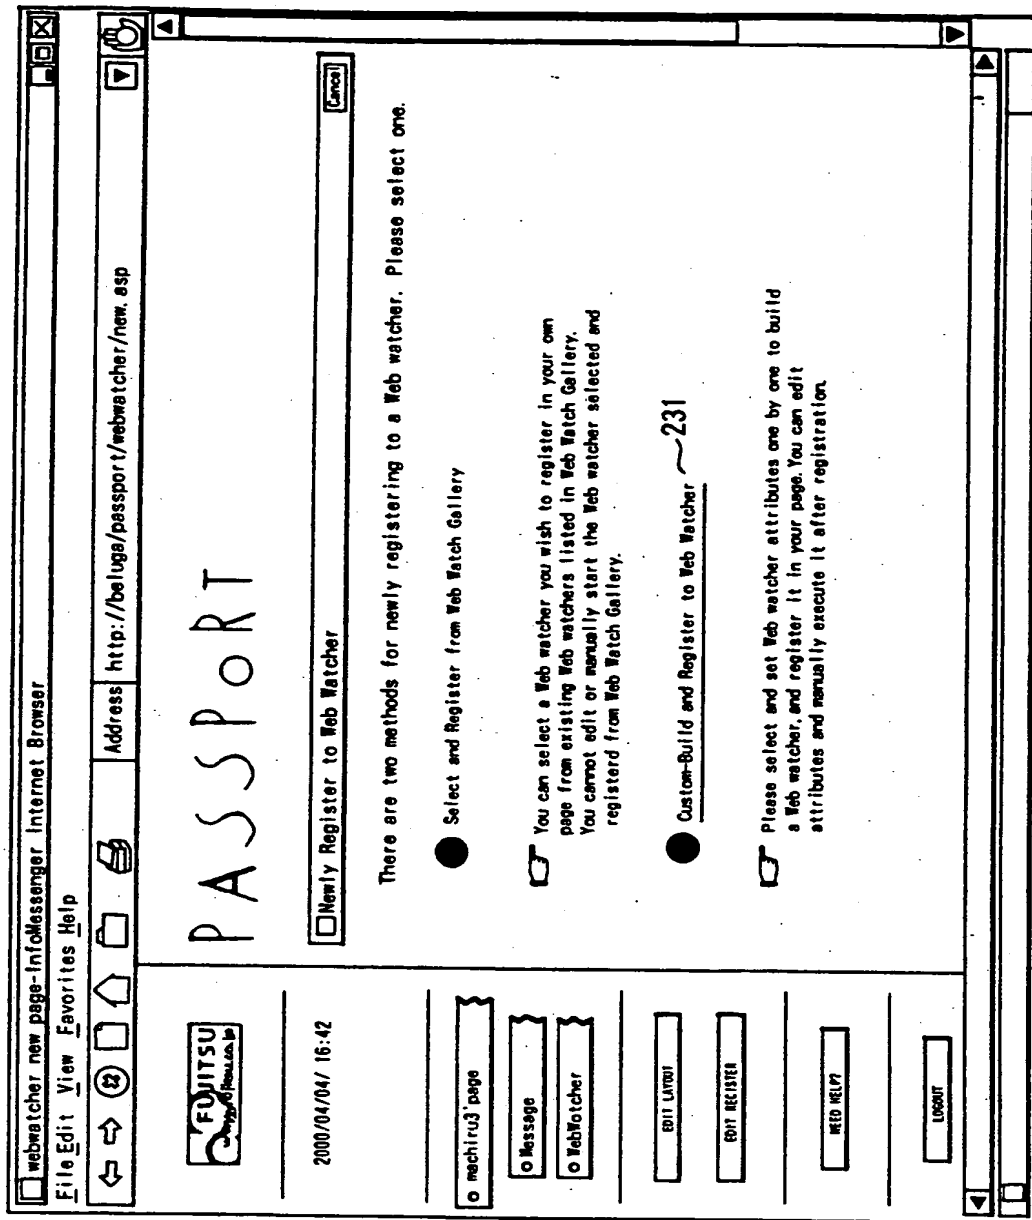 webwatcher new page-InfoMessenger Internet Browser
File Edit View Favorites Help
Address http://beluga/passport/webwatcher/new.asp
FUJITSU
2000/04/04/ 16:42
machiru3'page
Message
WebWatcher
EDIT LAYOUT
EDIT REGISTER
NEED HELP?
LOGOUT
PASSPORT
Newly Register to Web Watcher
Cancel
There are two methods for newly registering to a Web watcher. Please select one.
Select and Register from Web Watch Gallery
You can select a Web watcher you wish to register in your own
page from existing Web watchers listed in Web Watch Gallery.
You cannot edit or manually start the Web watcher selected and
registerd from Web Watch Gallery.
Custom-Build and Register to Web Watcher ~231
Please select and set Web watcher attributes one by one to build
a Web watcher, and register it in your page. You can edit
attributes and manually execute it after registration.